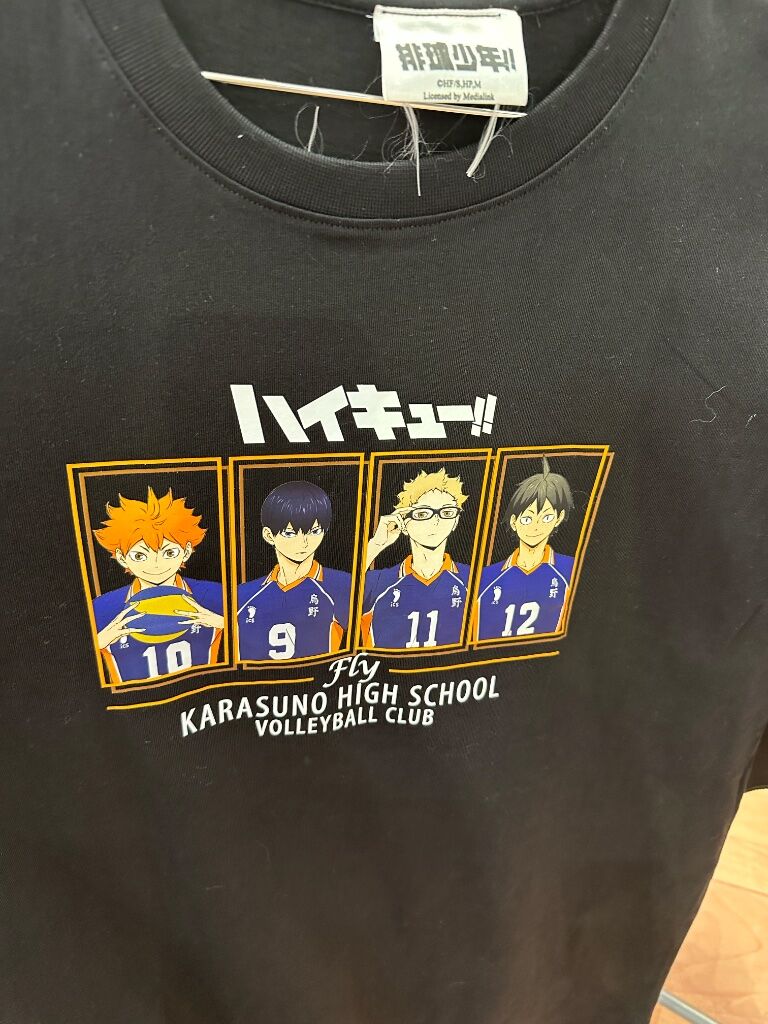 排球少年!!
©HF/S,HP,M
Licensed by Medialink
ハイキュー!!
烏野
烏野
野
10
9
11
12
Fly
KARASUNO HIGH SCHOOL
VOLLEYBALL CLUB